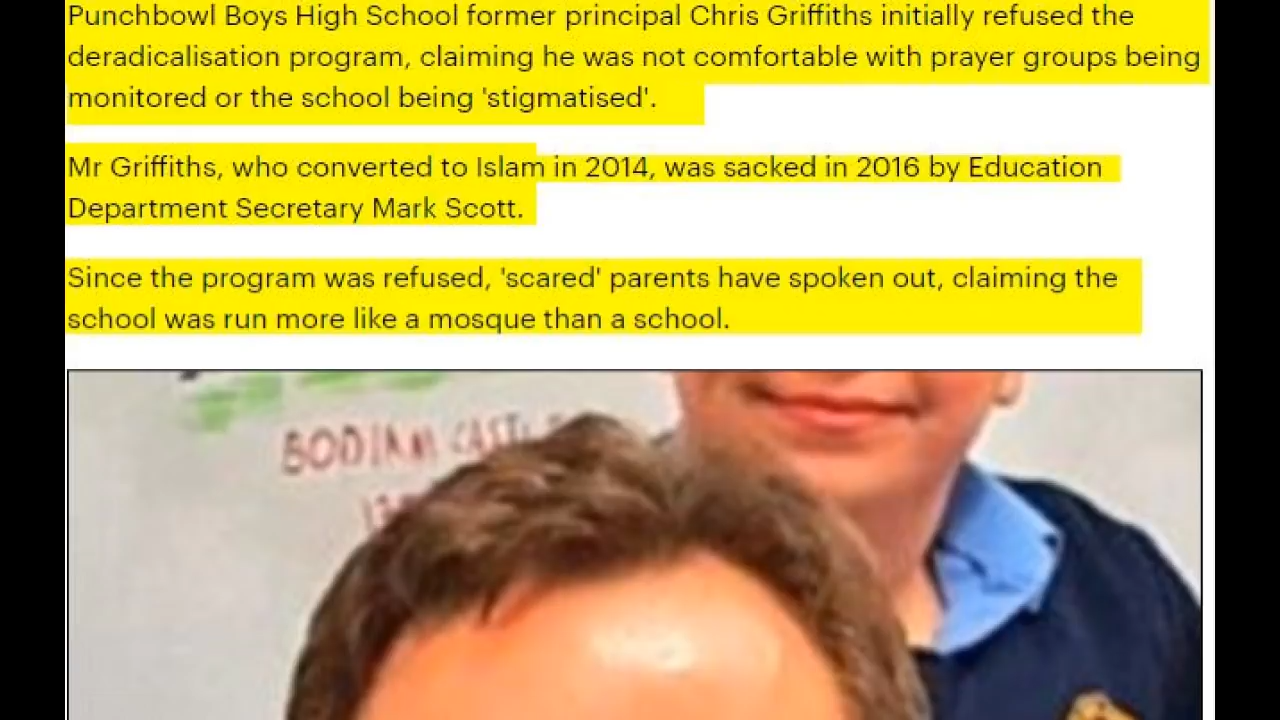 Punchbowl Boys High School former principal Chris Griffiths initially refused the
deradicalisation program, claiming he was not comfortable with prayer groups being
monitored or the school being 'stigmatised'.
Mr Griffiths, who converted to Islam in 2014, was sacked in 2016 by Education
Department Secretary Mark Scott.
Since the program was refused, 'scared' parents have spoken out, claiming the
school was run more like a mosque than a school.
BODIAM